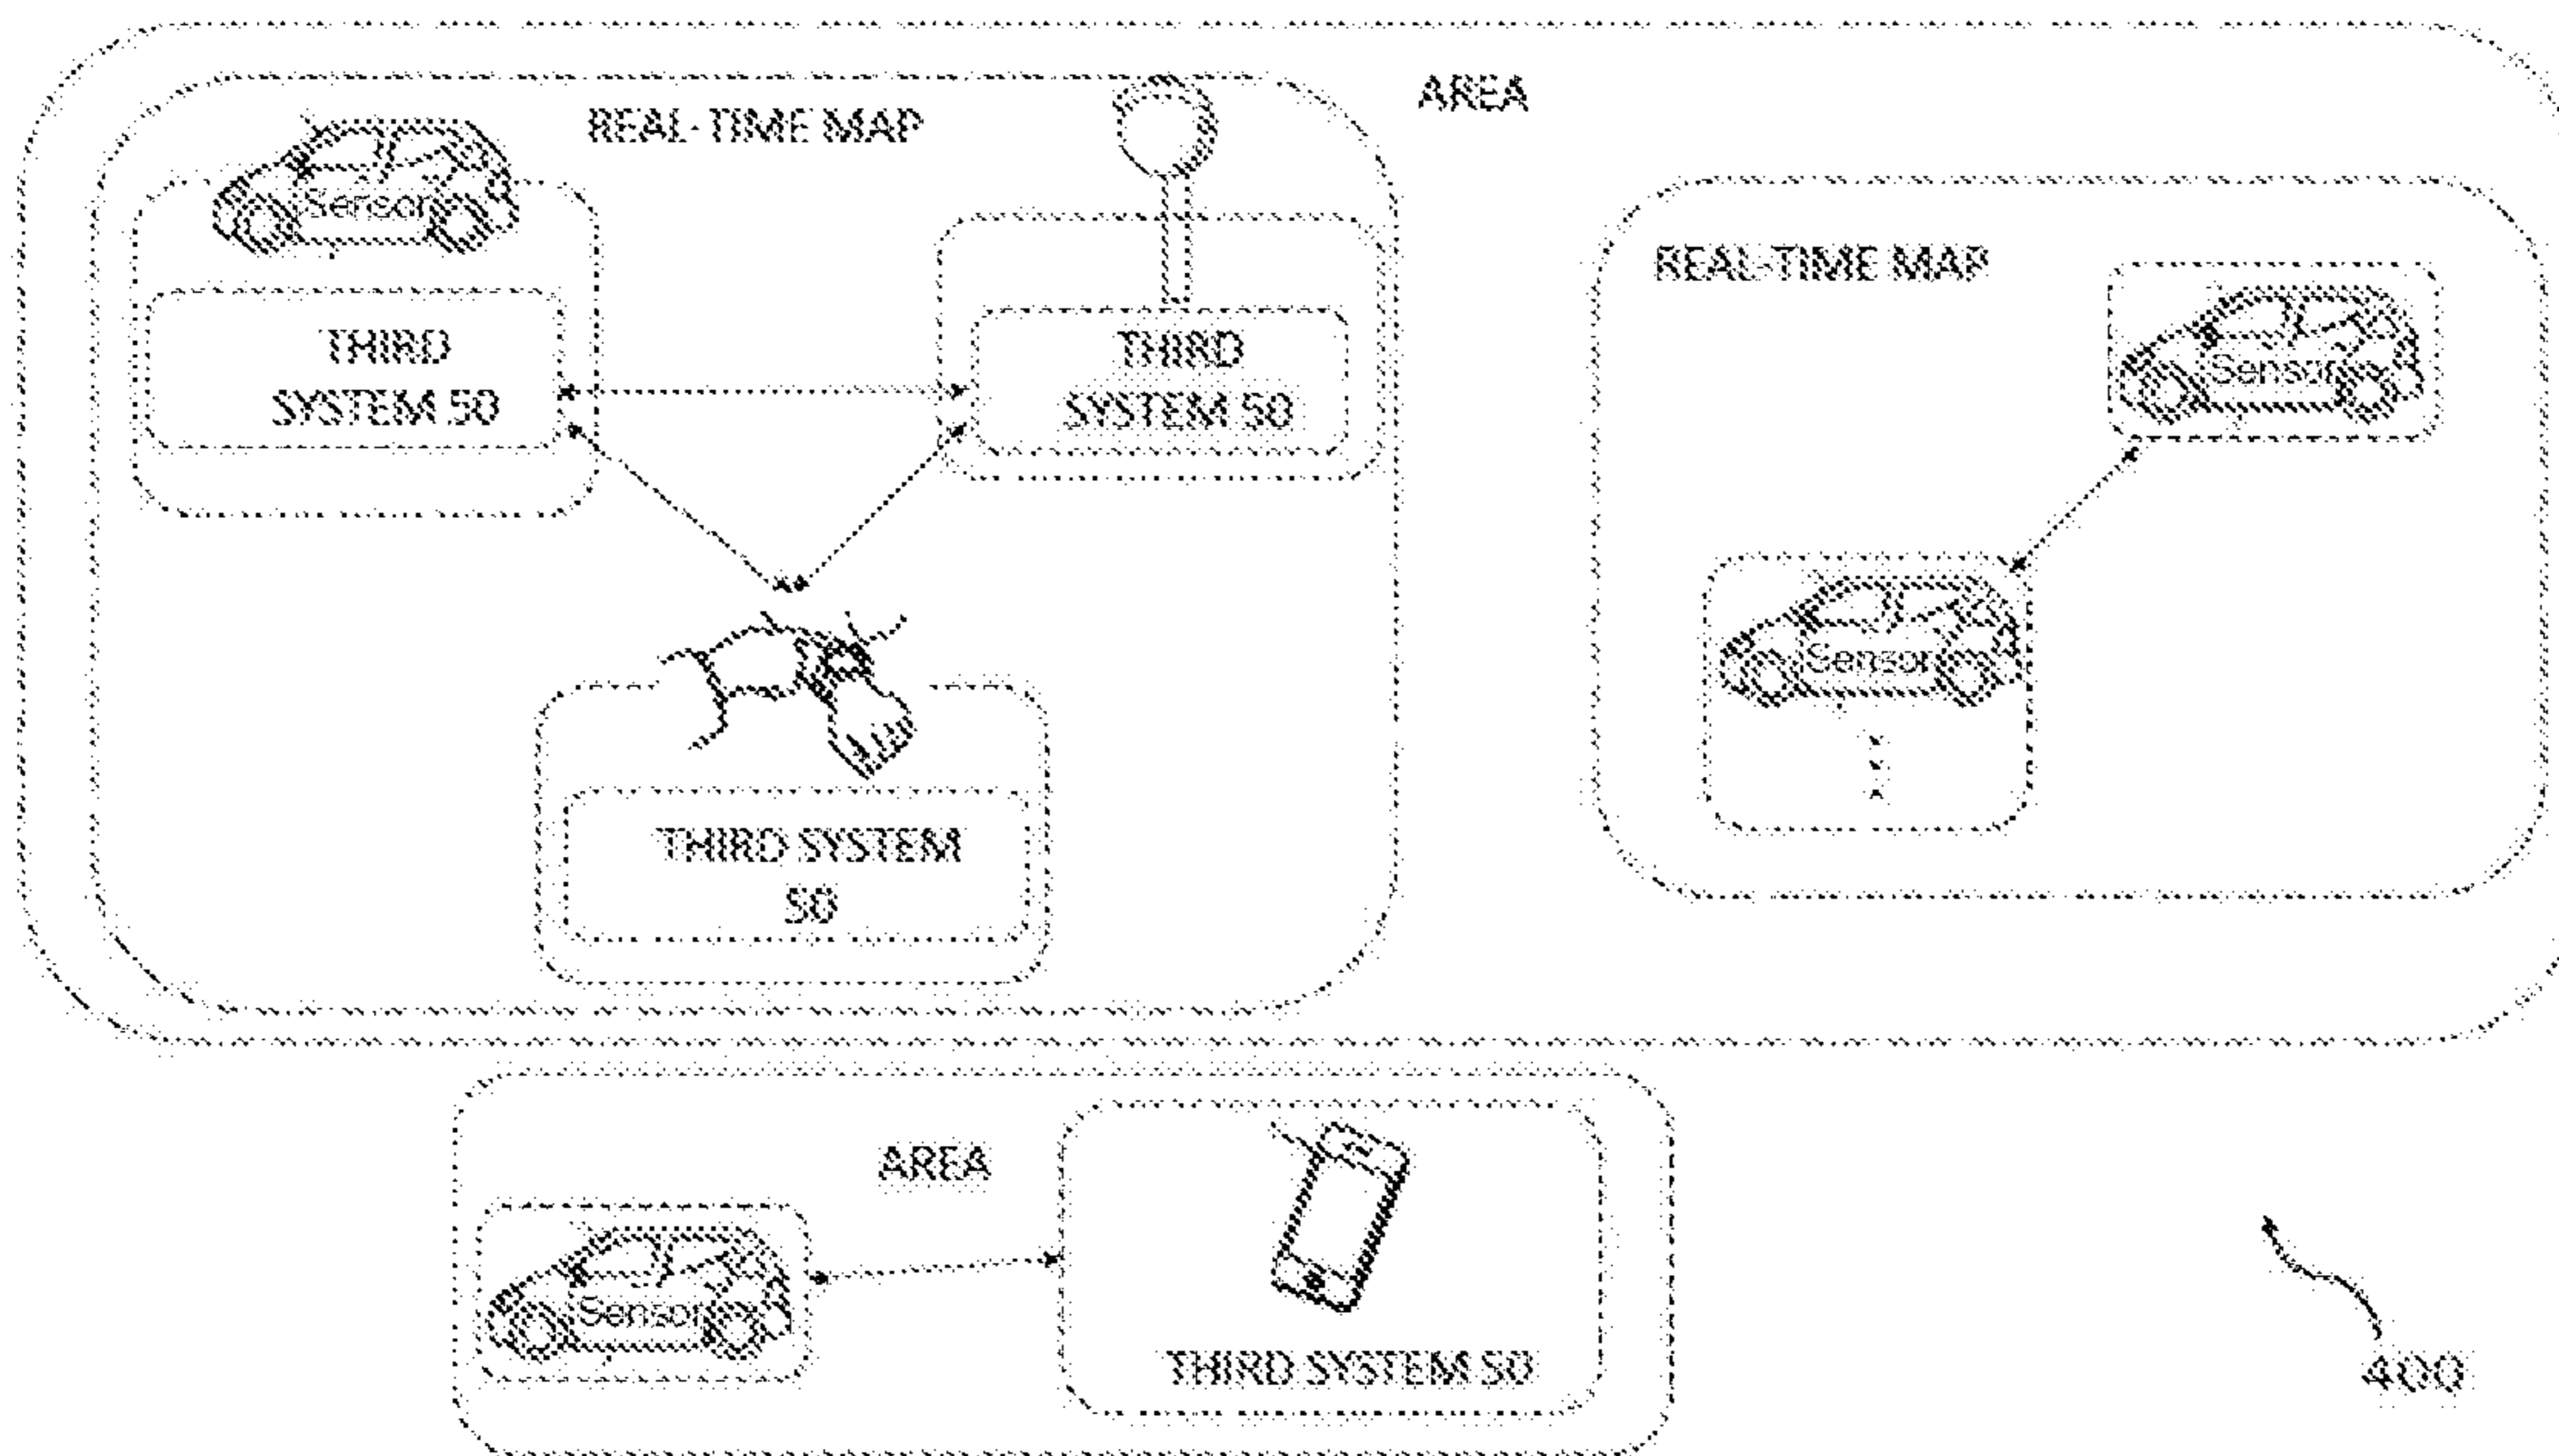 AREA
REAL-TIME MAP
Sensor
THIRD
SYSTEM 50
THIRD
SYSTEM 50
THIRD SYSTEM
50
REAL-TIME MAP
Sensor
Sensor
AREA
Sensor
THIRD SYSTEM 50
400